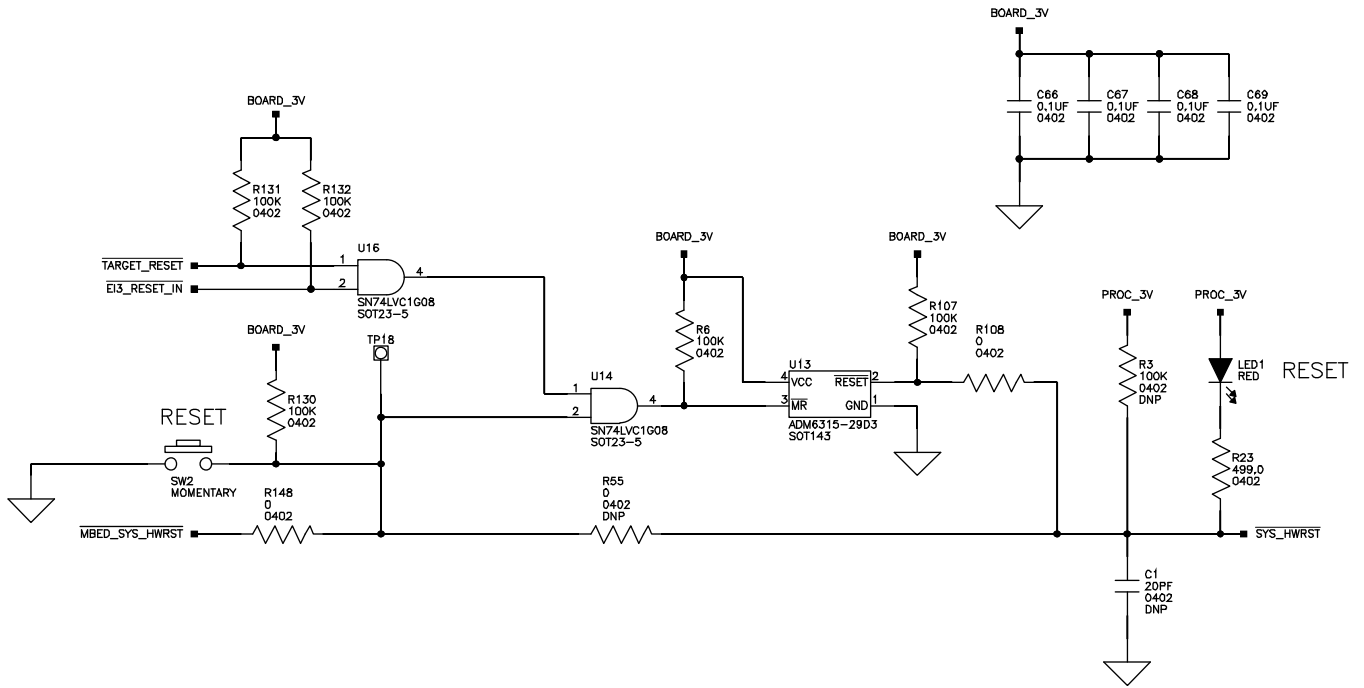 BOARD_3V
C66
0.1UF
0402
C67
0.1UF
0402
C68
0.1UF
0402
C69
0.1UF
0402
BOARD_3V
R131
100K
0402
R132
100K
0402
TARGET_RESET
EI3_RESET_IN
U16
1
2
4
SN74LVC1G08
SOT23-5
BOARD_3V
R130
100K
0402
TP18
RESET
SW2
MOMENTARY
MBED_SYS_HWRST
R148
0
0402
U14
1
2
4
SN74LVC1G08
SOT23-5
R55
0
0402
DNP
BOARD_3V
R6
100K
0402
U13
4
VCC
RESET
2
3
MR
GND
1
ADM6315-29D3
SOT143
BOARD_3V
R107
100K
0402
R108
0
0402
PROC_3V
R3
100K
0402
DNP
PROC_3V
LED1
RED
RESET
R23
499.0
0402
SYS_HWRST
C1
20PF
0402
DNP